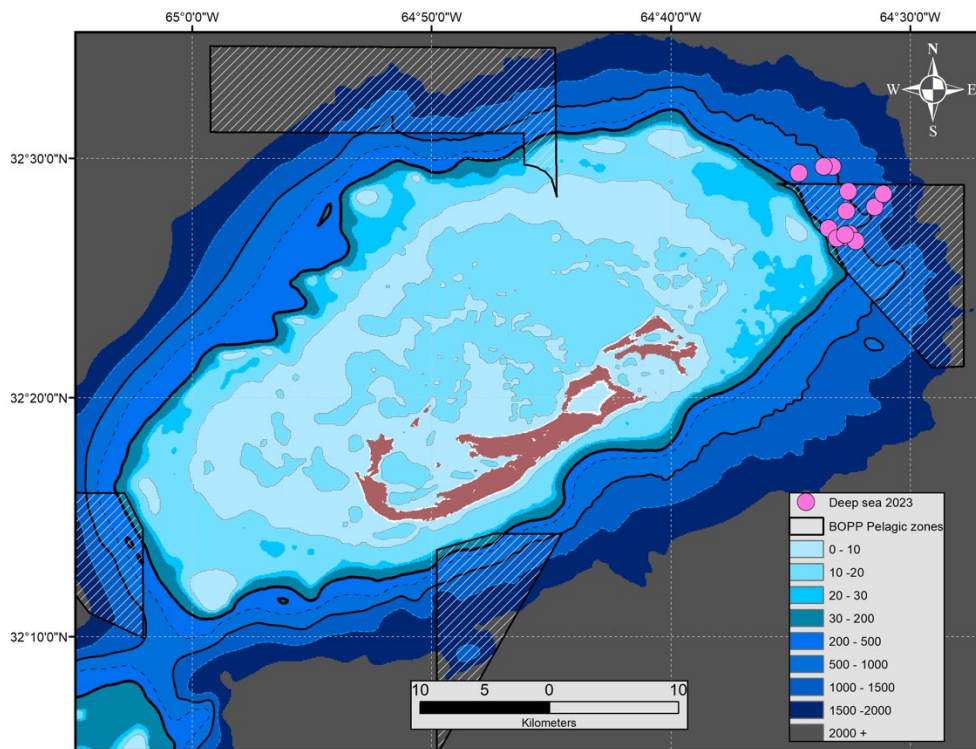 65°0'0"W 64°50'0"W 64°40'0"W 64°30'0"W
N
W E
S
32°30'0"N
32°20'0"N
32°10'0"N
Deep sea 2023
BOPP Pelagic zones
0 - 10
10 -20
20 - 30
30 - 200
200 - 500
500 - 1000
1000 - 1500
1500 -2000
2000 +
10 5 0 10
Kilometers